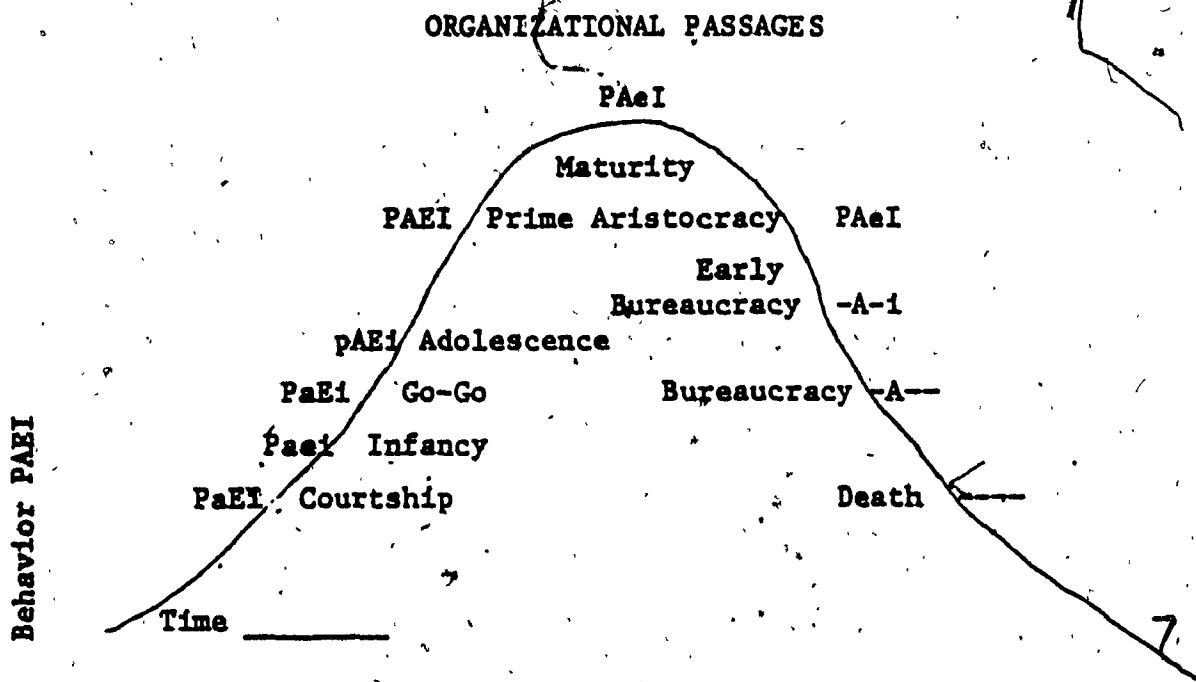 ORGANIZATIONAL PASSAGES
PAeI
Maturity
PAEI Prime Aristocracy PAeI
Early
Bureaucracy -A-i
pAEi Adolescence
PaEi Go-Go
Bureaucracy -A--
Paei Infancy
PaEI Courtship
Death ----
Time
Behavior PAEI